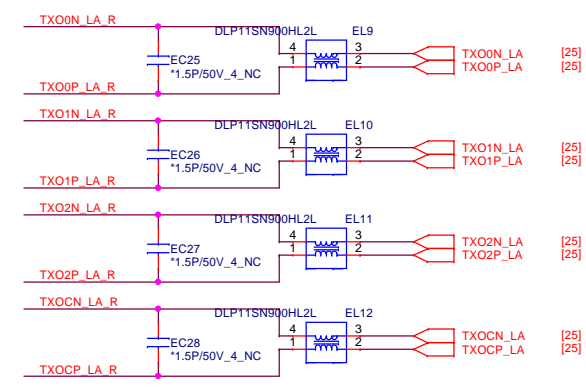 TXO0N_LA_R
DLP11SN900HL2L EL9
4 3 TXO0N_LA [25]
EC25 1 2 TXO0P_LA [25]
*1.5P/50V_4_NC
TXO0P_LA_R
TXO1N_LA_R
DLP11SN900HL2L EL10
4 3 TXO1N_LA [25]
EC26 1 2 TXO1P_LA [25]
*1.5P/50V_4_NC
TXO1P_LA_R
TXO2N_LA_R
DLP11SN900HL2L EL11
4 3 TXO2N_LA [25]
EC27 1 2 TXO2P_LA [25]
*1.5P/50V_4_NC
TXO2P_LA_R
TXOCN_LA_R
DLP11SN900HL2L EL12
4 3 TXOCN_LA [25]
EC28 1 2 TXOCP_LA [25]
*1.5P/50V_4_NC
TXOCP_LA_R